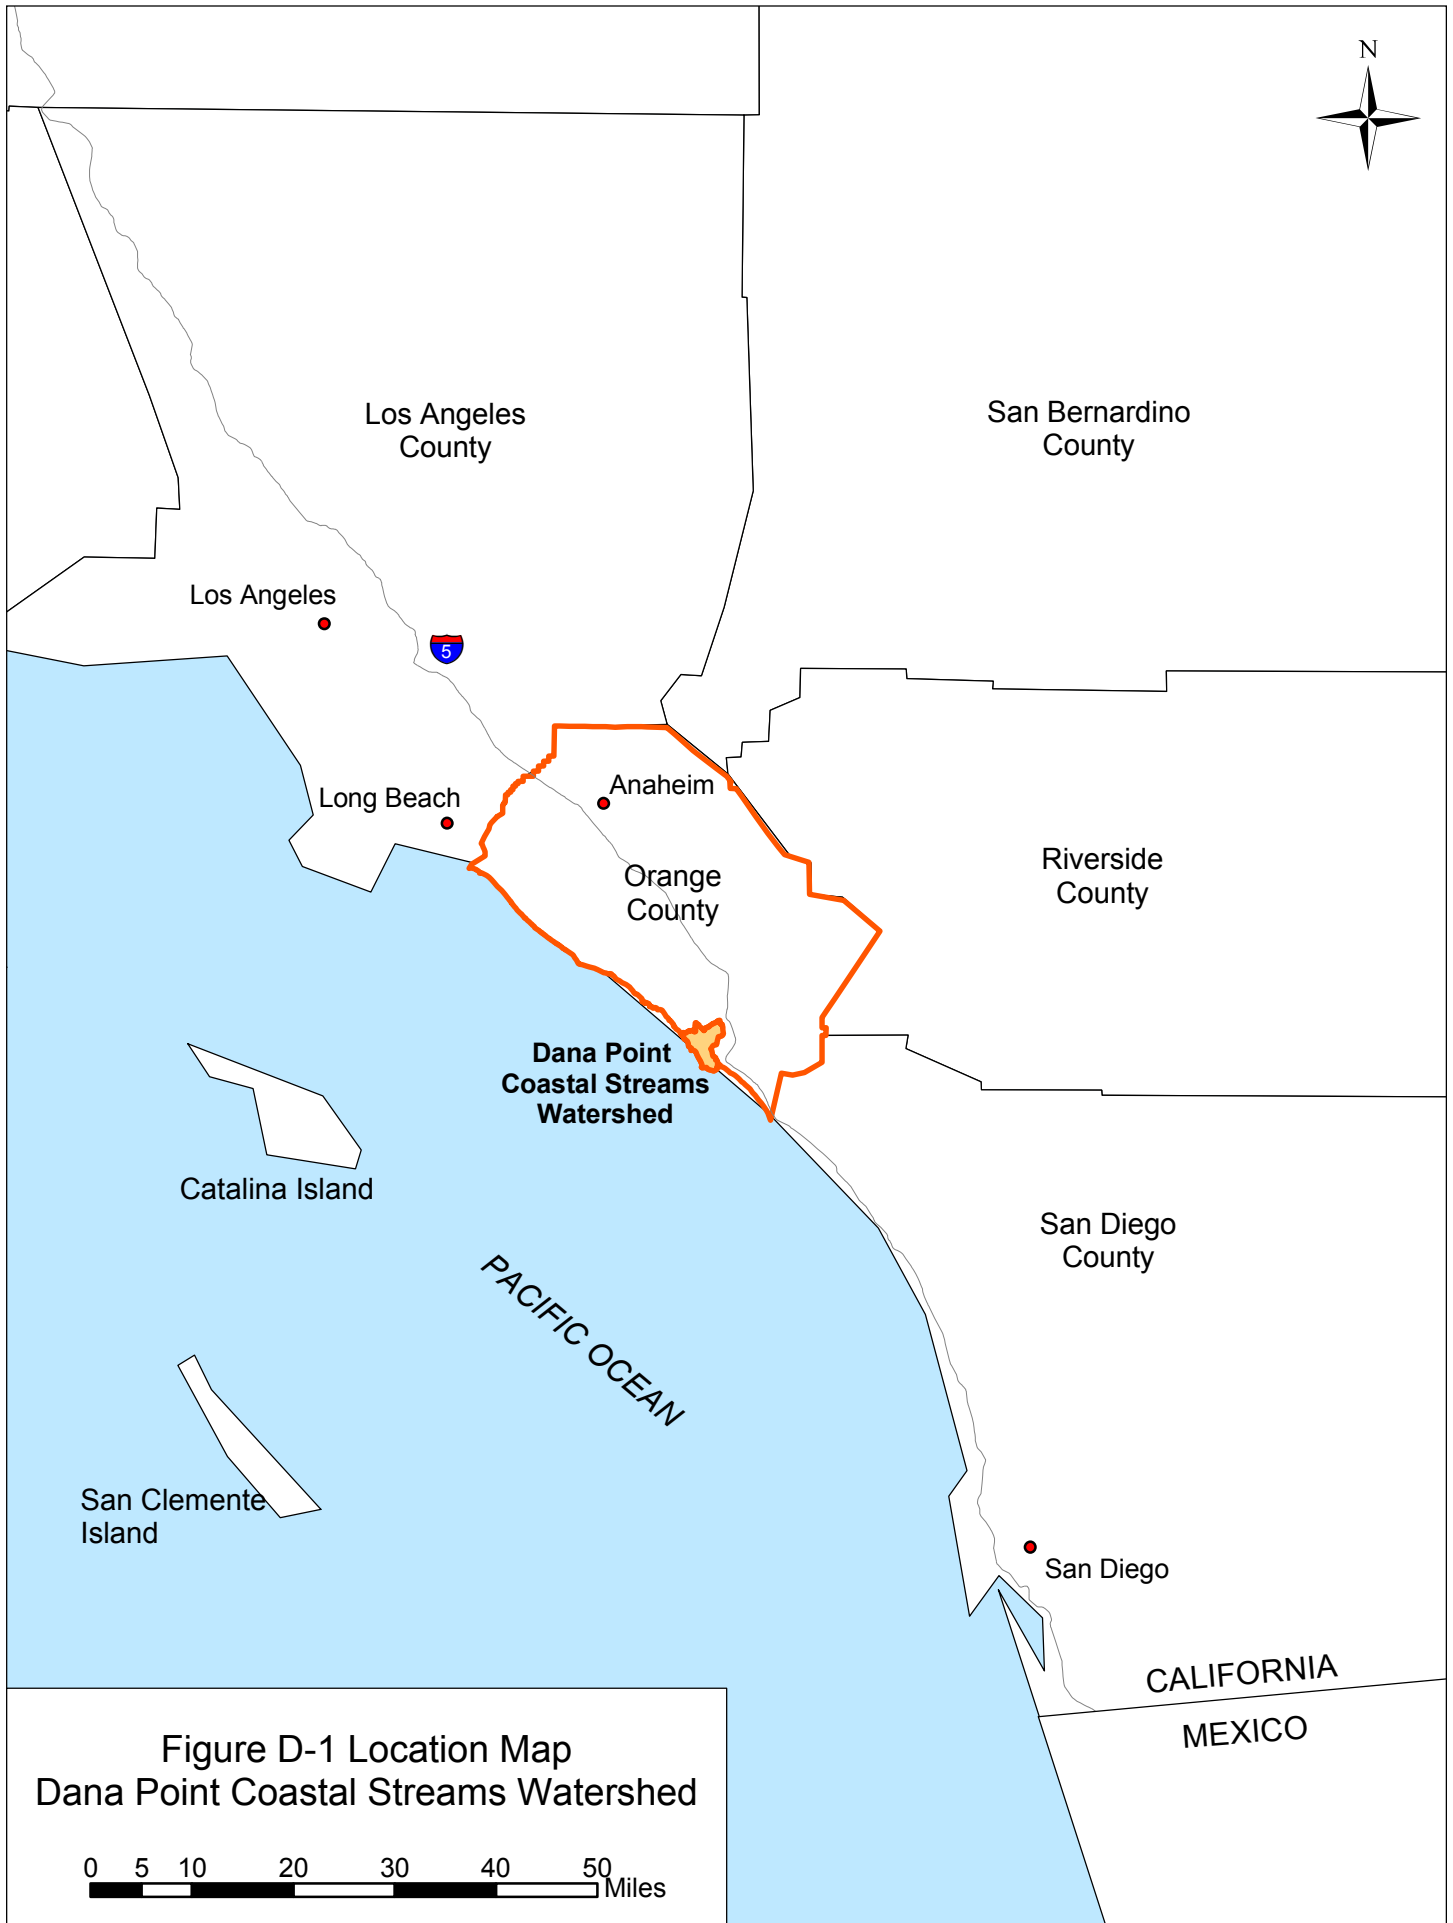 N
Los Angeles
County
San Bernardino
County
Los Angeles
5
Long Beach
Anaheim
Orange
County
Riverside
County
Dana Point
Coastal Streams
Watershed
Catalina Island
San Diego
County
PACIFIC OCEAN
San Clemente
Island
San Diego
CALIFORNIA
MEXICO
Figure D-1 Location Map
Dana Point Coastal Streams Watershed
0 5 10 20 30 40 50
Miles